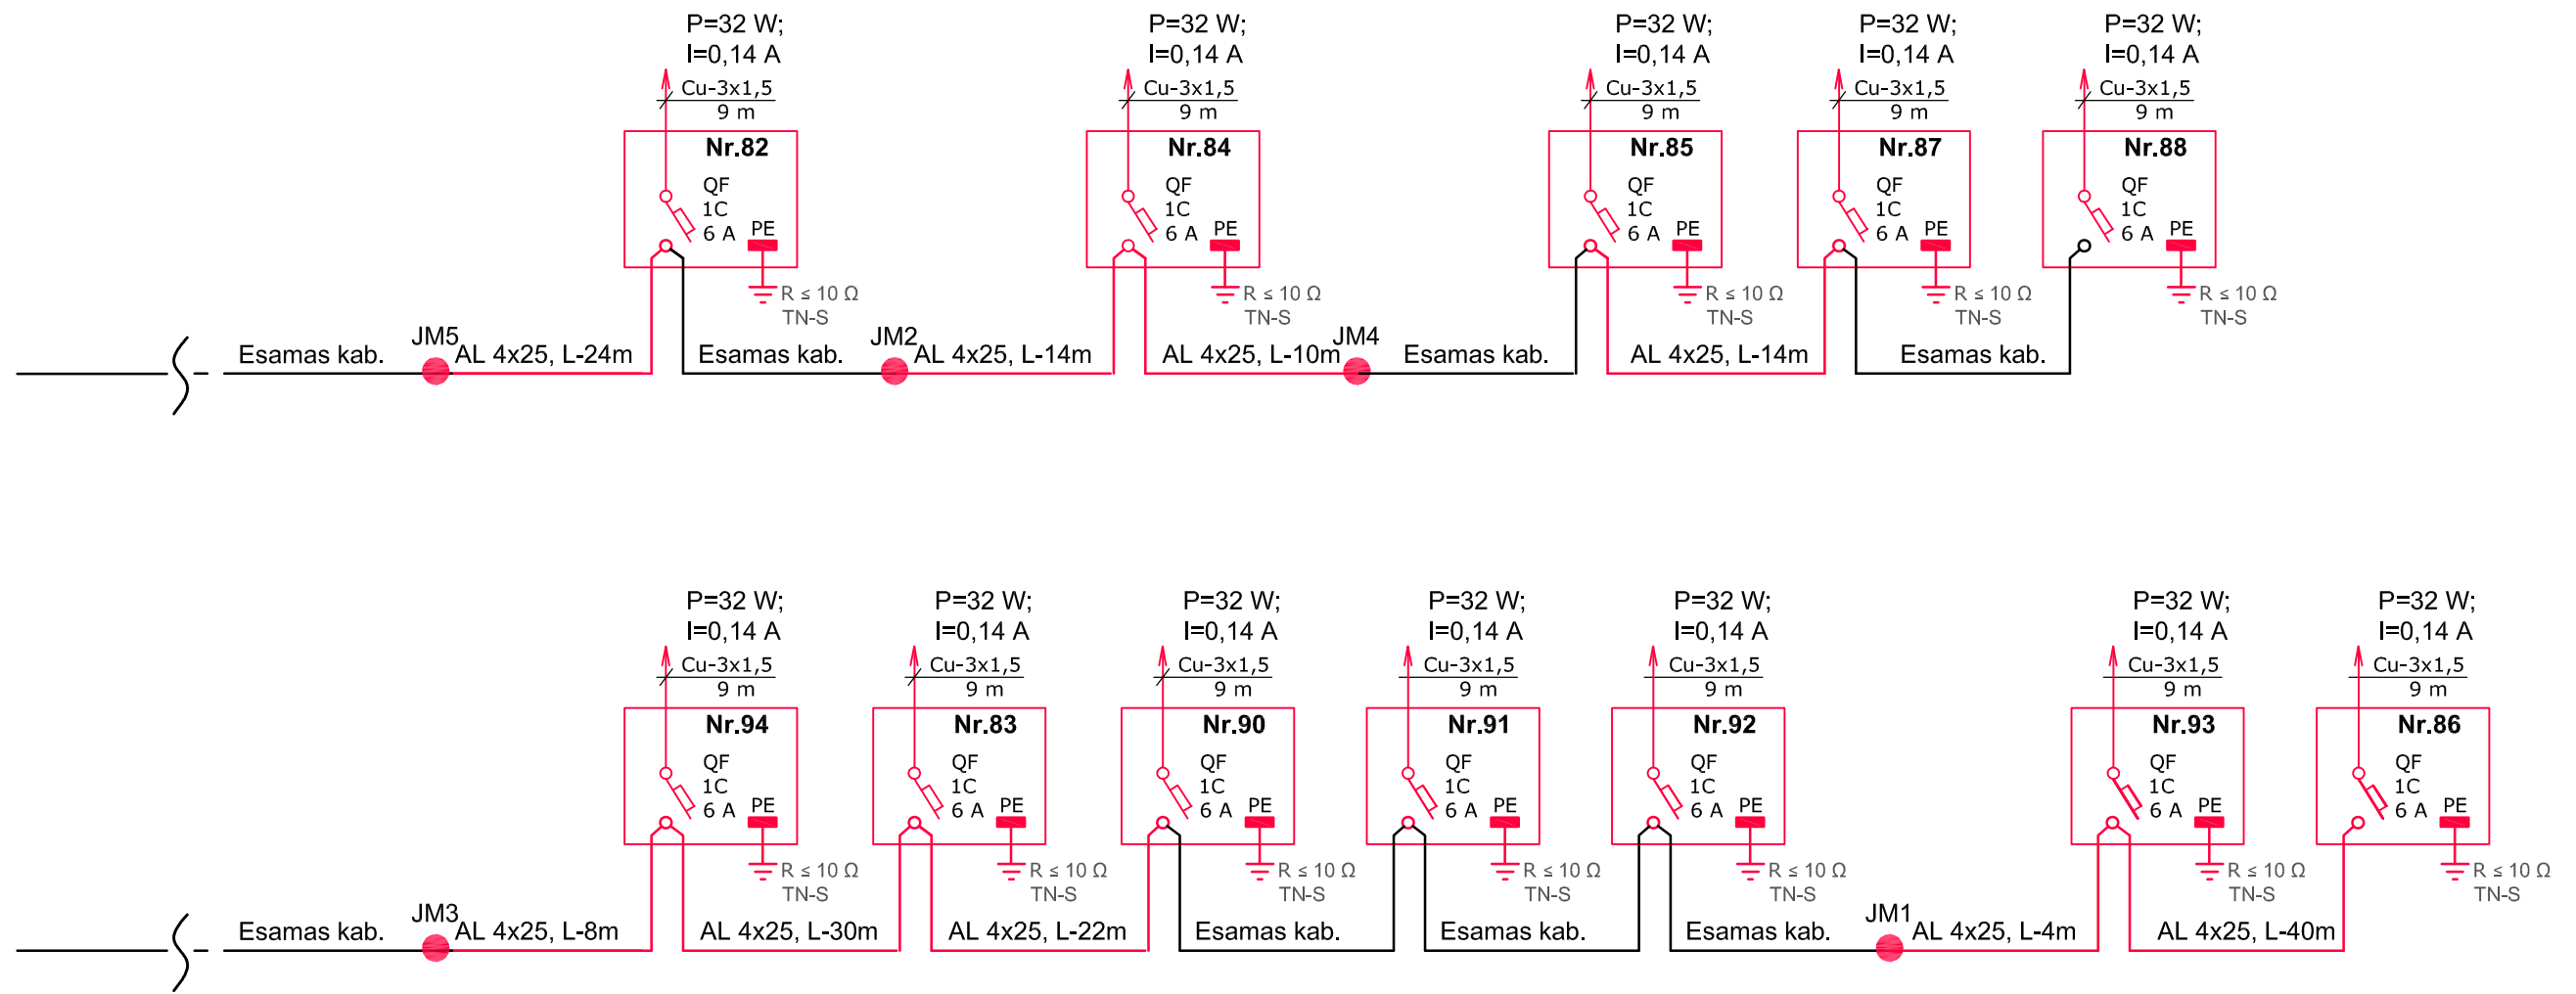 P=32 W;
I=0,14 A
Cu-3x1,5
9 m
Nr.82
QF
1C
6 A PE
R ≤ 10 Ω
TN-S
P=32 W;
I=0,14 A
Cu-3x1,5
9 m
Nr.84
QF
1C
6 A PE
R ≤ 10 Ω
TN-S
P=32 W;
I=0,14 A
Cu-3x1,5
9 m
Nr.85
QF
1C
6 A PE
R ≤ 10 Ω
TN-S
P=32 W;
I=0,14 A
Cu-3x1,5
9 m
Nr.87
QF
1C
6 A PE
R ≤ 10 Ω
TN-S
P=32 W;
I=0,14 A
Cu-3x1,5
9 m
Nr.88
QF
1C
6 A PE
R ≤ 10 Ω
TN-S
Esamas kab.
JM5
AL 4x25, L-24m
Esamas kab.
JM2
AL 4x25, L-14m
AL 4x25, L-10m
JM4
Esamas kab.
AL 4x25, L-14m
Esamas kab.
P=32 W;
I=0,14 A
Cu-3x1,5
9 m
Nr.94
QF
1C
6 A PE
R ≤ 10 Ω
TN-S
P=32 W;
I=0,14 A
Cu-3x1,5
9 m
Nr.83
QF
1C
6 A PE
R ≤ 10 Ω
TN-S
P=32 W;
I=0,14 A
Cu-3x1,5
9 m
Nr.90
QF
1C
6 A PE
R ≤ 10 Ω
TN-S
P=32 W;
I=0,14 A
Cu-3x1,5
9 m
Nr.91
QF
1C
6 A PE
R ≤ 10 Ω
TN-S
P=32 W;
I=0,14 A
Cu-3x1,5
9 m
Nr.92
QF
1C
6 A PE
R ≤ 10 Ω
TN-S
P=32 W;
I=0,14 A
Cu-3x1,5
9 m
Nr.93
QF
1C
6 A PE
R ≤ 10 Ω
TN-S
P=32 W;
I=0,14 A
Cu-3x1,5
9 m
Nr.86
QF
1C
6 A PE
R ≤ 10 Ω
TN-S
Esamas kab.
JM3
AL 4x25, L-8m
AL 4x25, L-30m
AL 4x25, L-22m
Esamas kab.
Esamas kab.
Esamas kab.
JM1
AL 4x25, L-4m
AL 4x25, L-40m